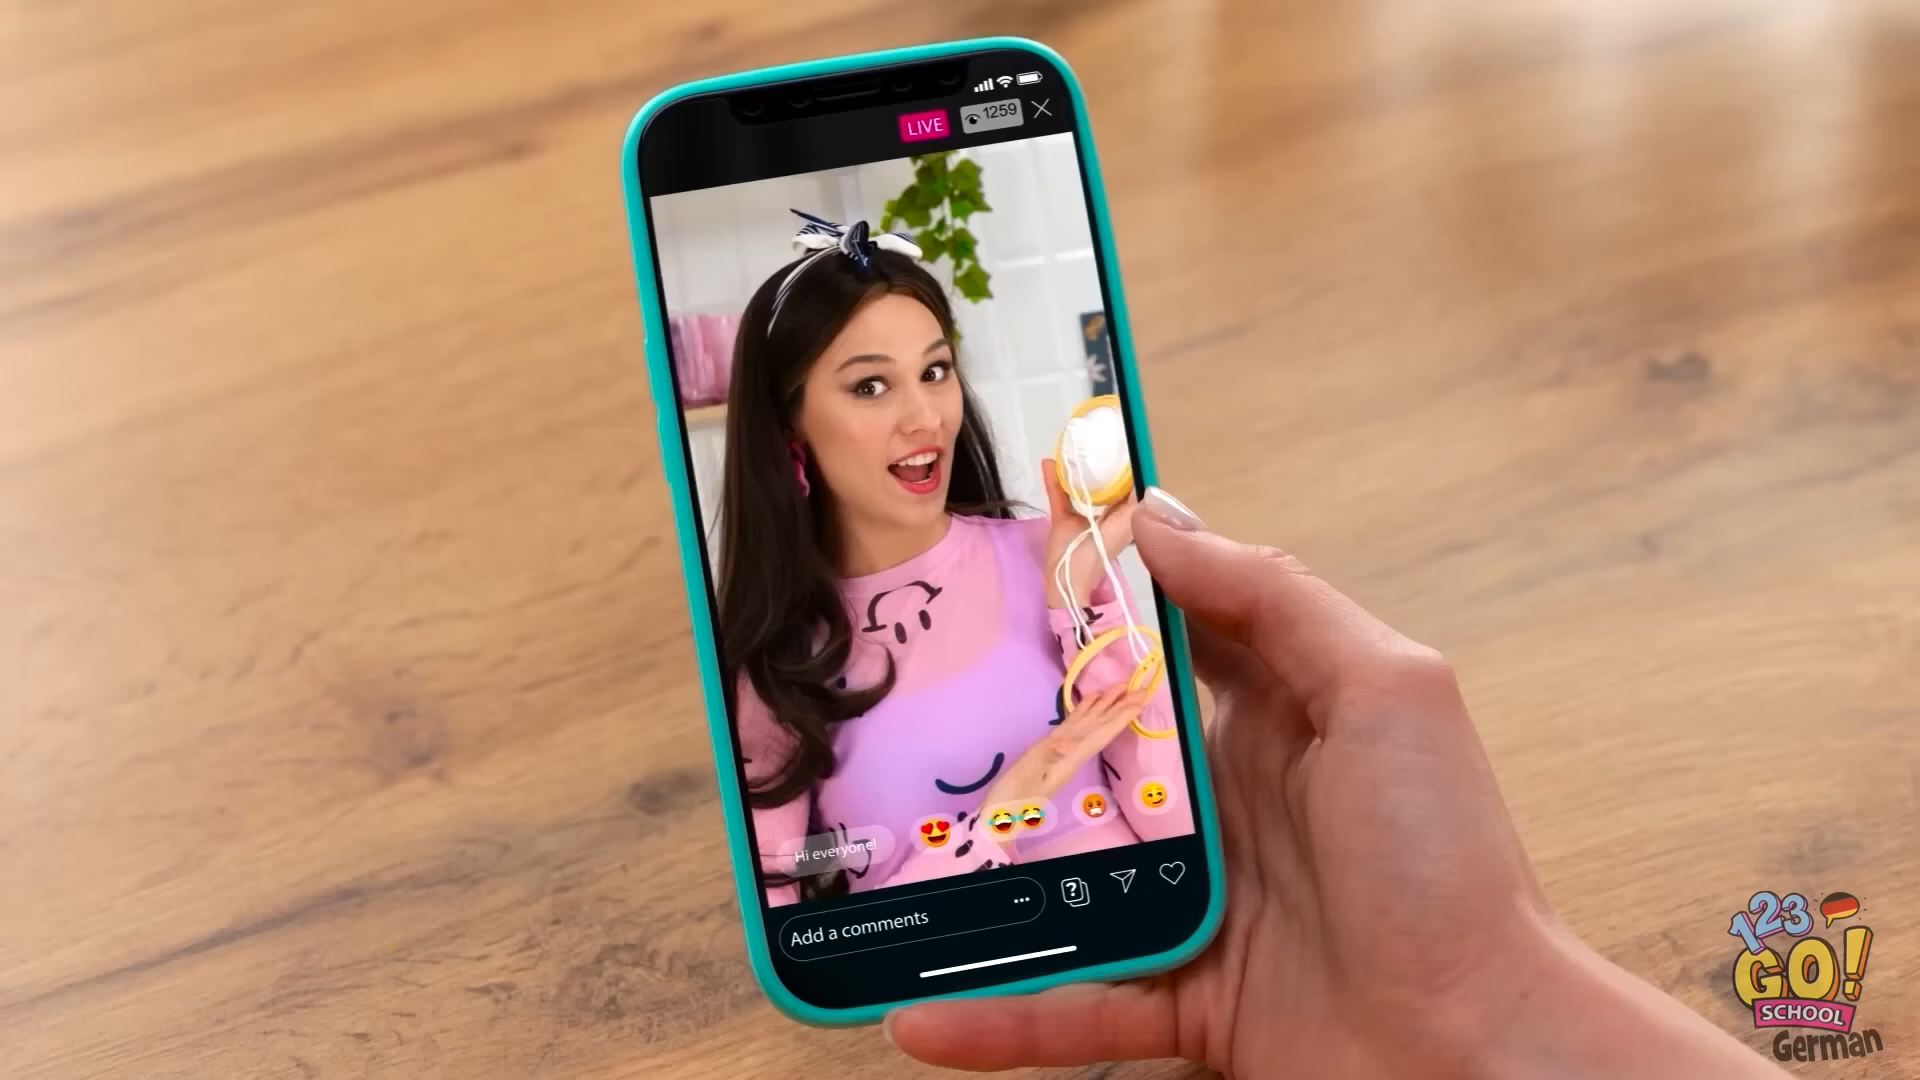 LIVE
1259
Hi everyone!
Add a comments
123
GO!
SCHOOL
German